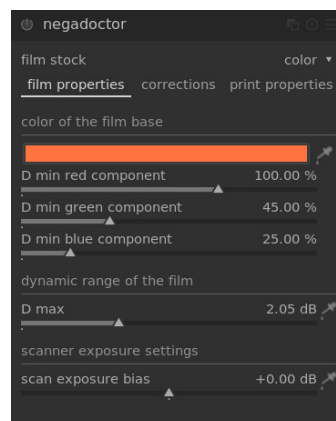 negadoctor
film stock color
film properties corrections print properties
color of the film base
D min red component 100.00 %
D min green component 45.00 %
D min blue component 25.00 %
dynamic range of the film
D max 2.05 dB
scanner exposure settings
scan exposure bias +0.00 dB